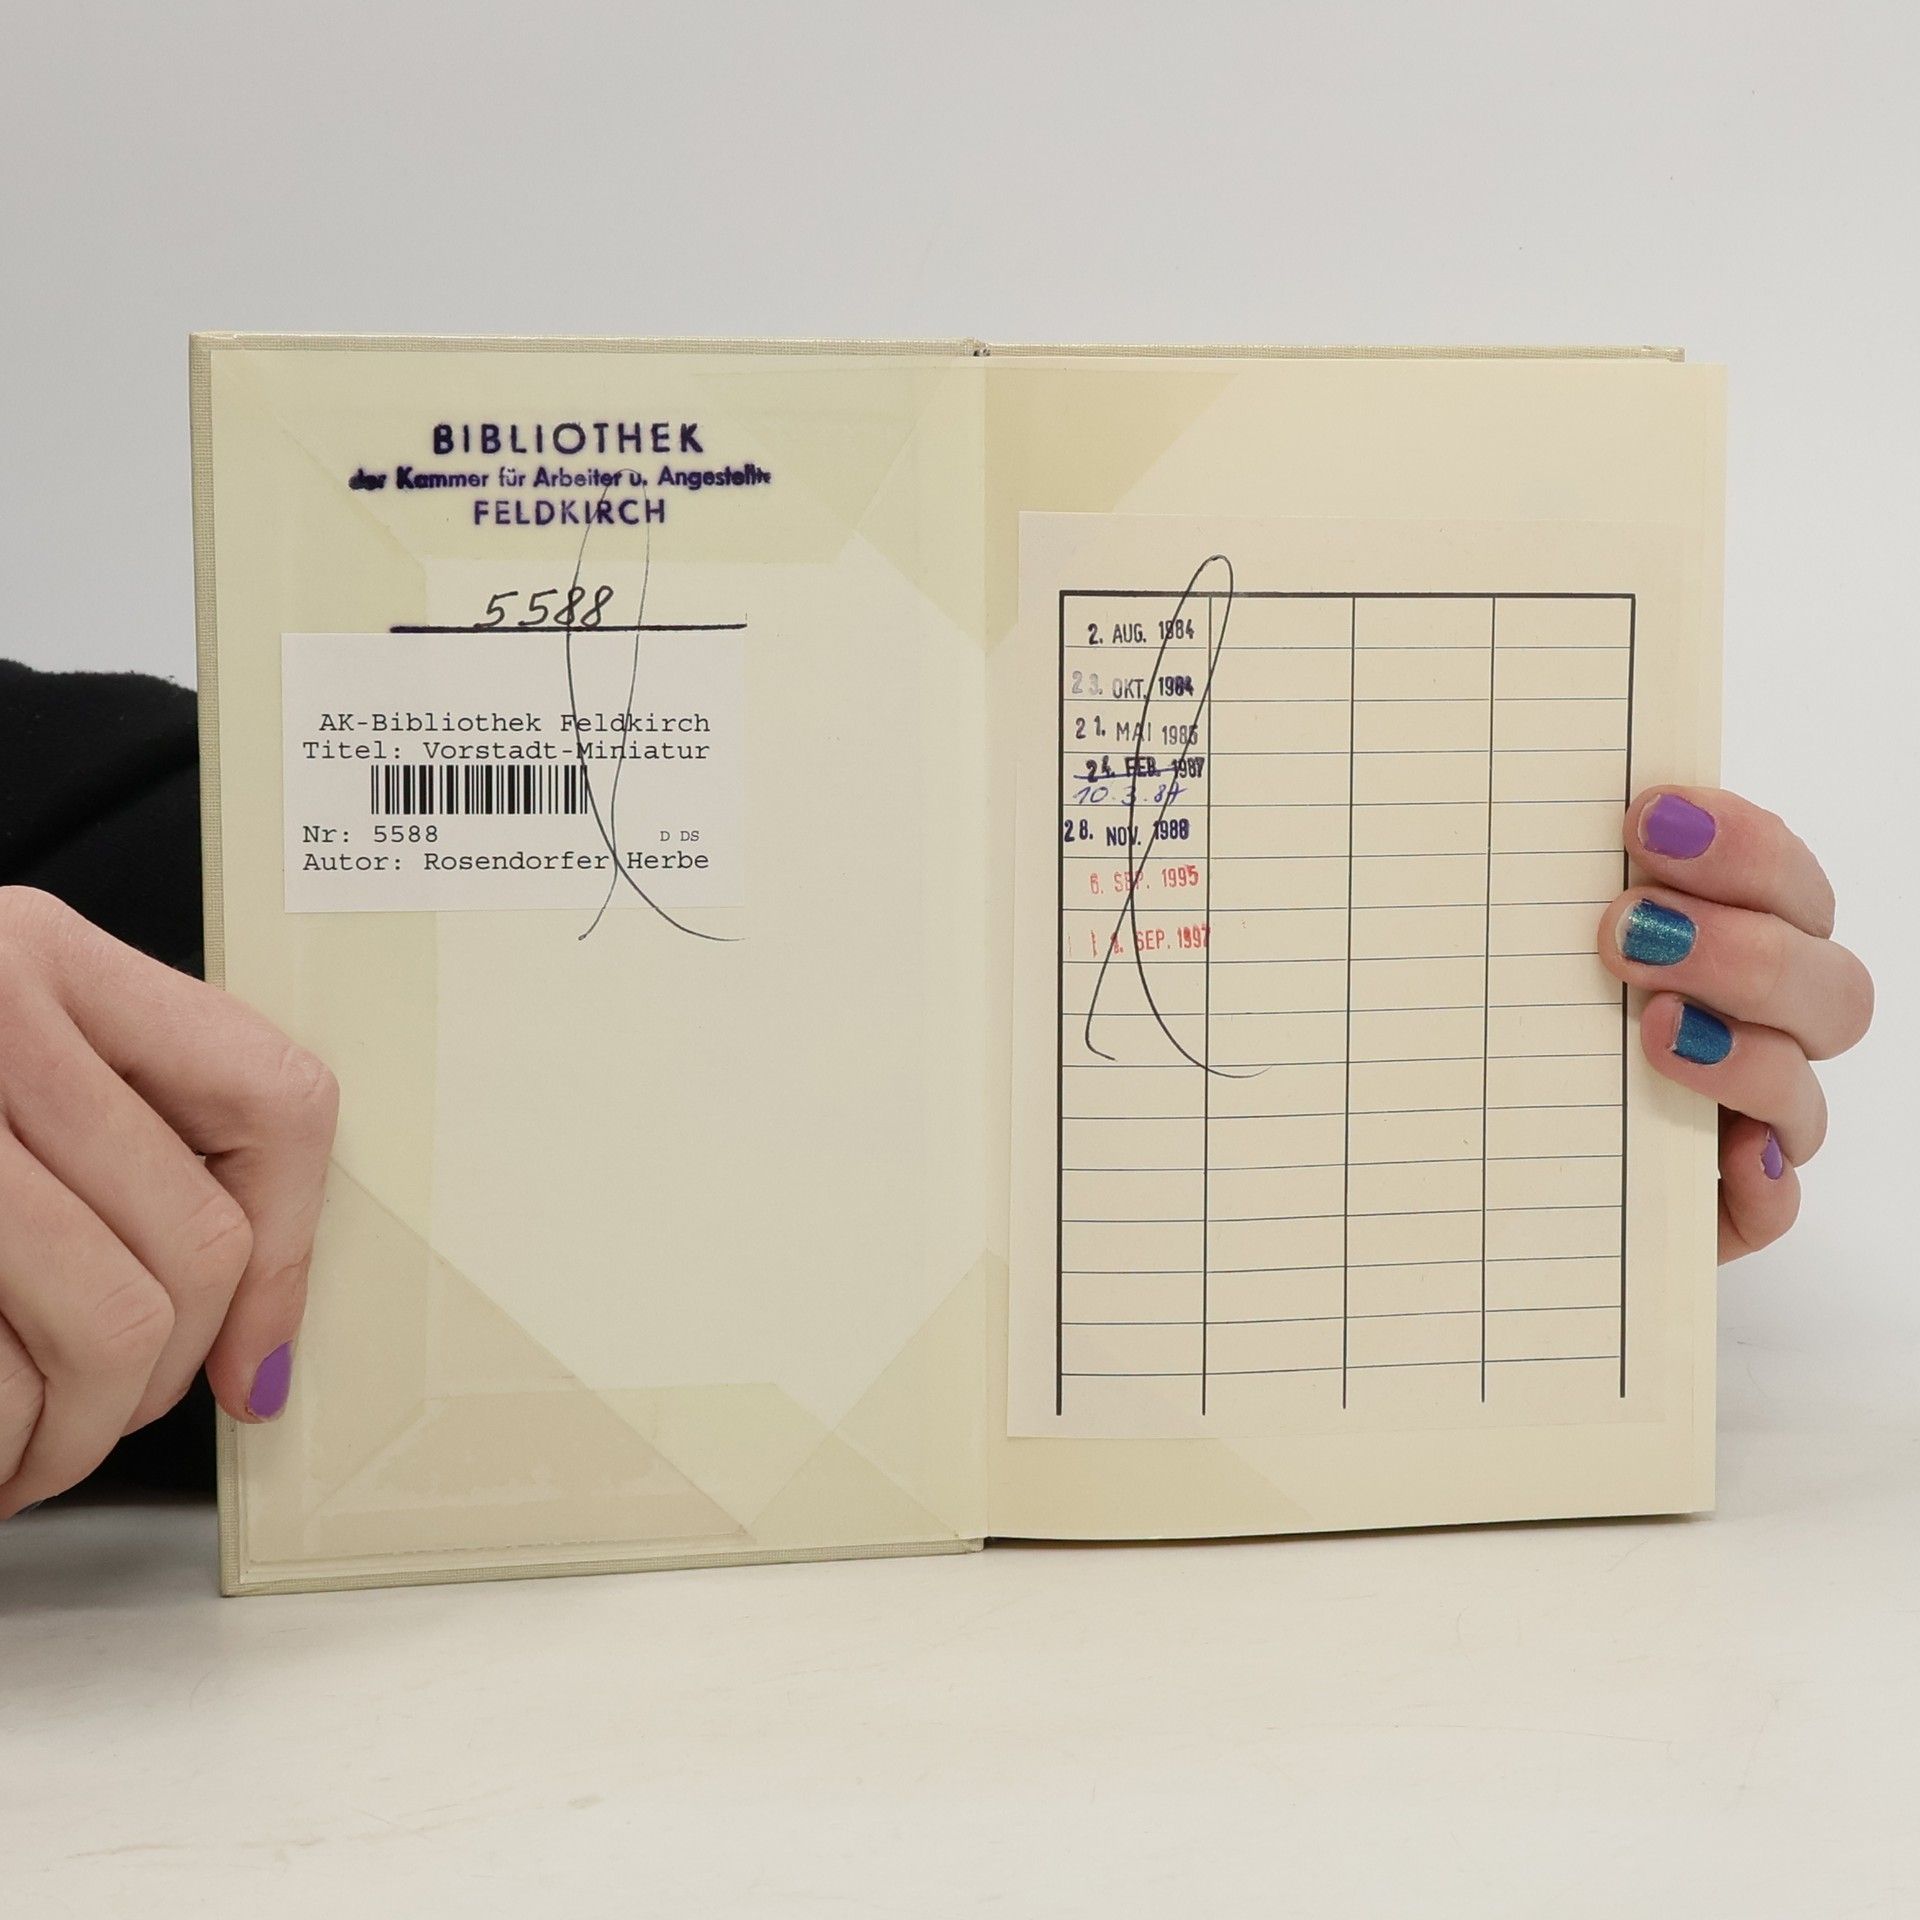 BIBLIOTHEK
der Kammer für Arbeiter u. Angestellte
FELDKIRCH
5588
AK-Bibliothek Feldkirch
Titel: Vorstadt-Miniatur
Nr: 5588 D DS
Autor: Rosendorfer Herbe
2. AUG. 1984
23. OKT. 1984
21. MAI 1985
24. FEB. 1987
10.3.87
28. NOV. 1988
6. SEP. 1995
SEP. 1997